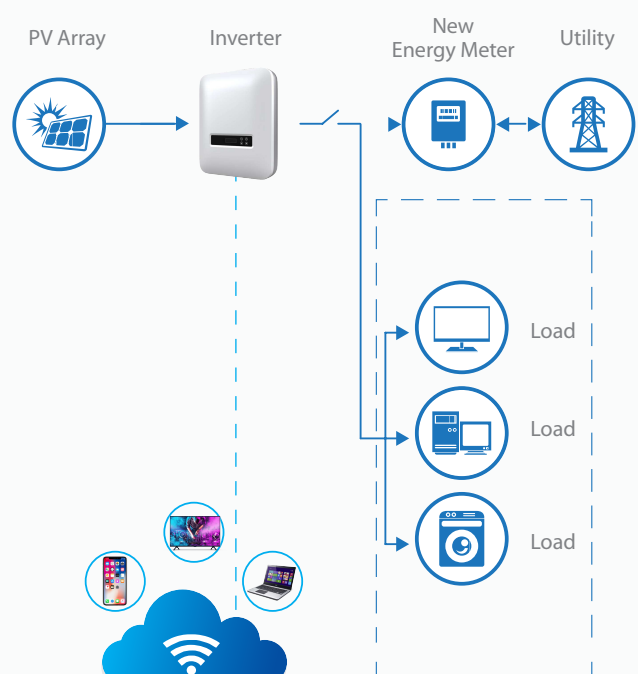 PV Array
Inverter
New
Energy Meter
Utility
Load
Load
Load